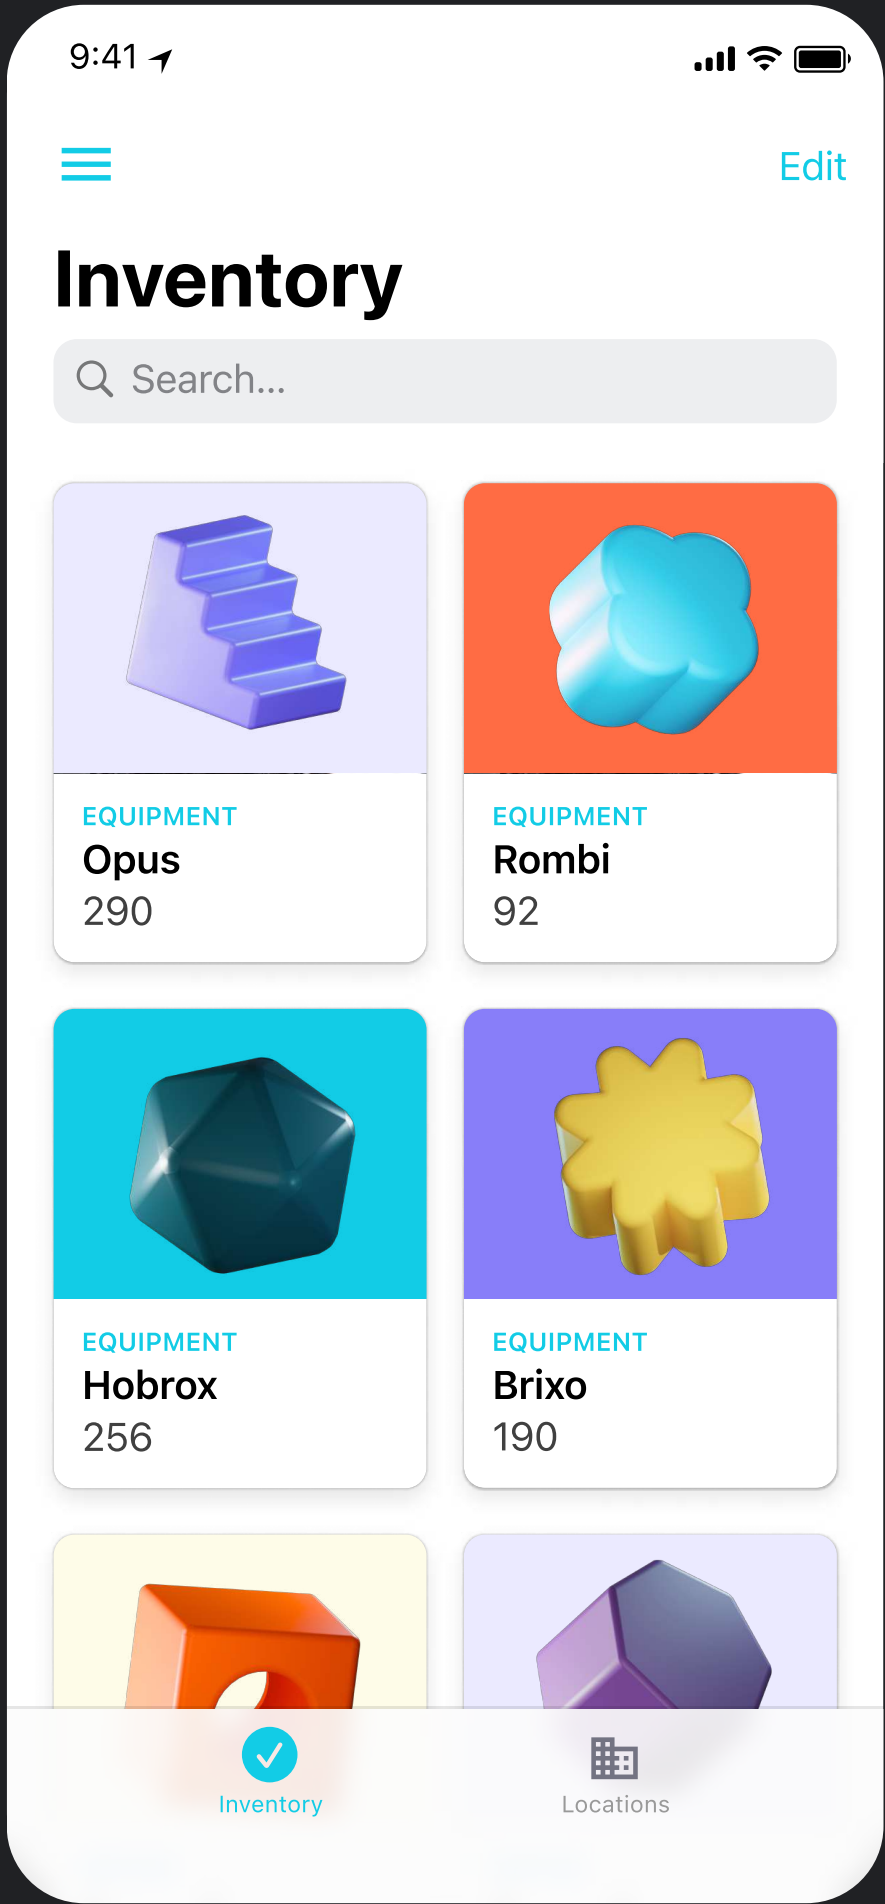 9:41
Edit
Inventory
Search...
EQUIPMENT
Opus
290
EQUIPMENT
Rombi
92
EQUIPMENT
Hobrox
256
EQUIPMENT
Brixo
190
Inventory
Locations